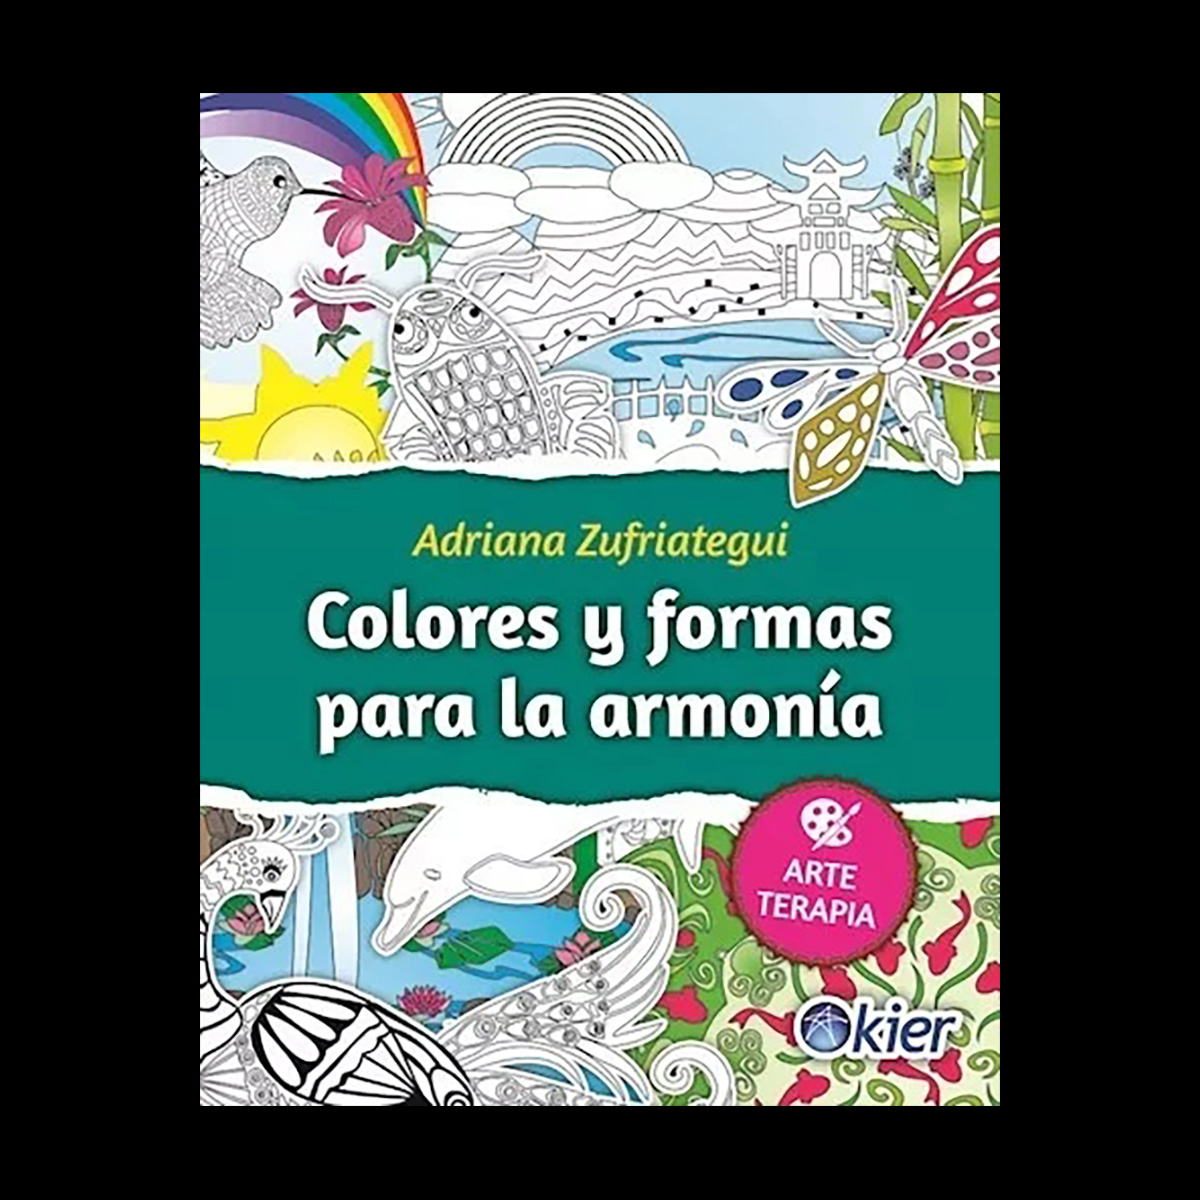 Adriana Zufriategui
Colores y formas
para la armonía
ARTE
TERAPIA
kier